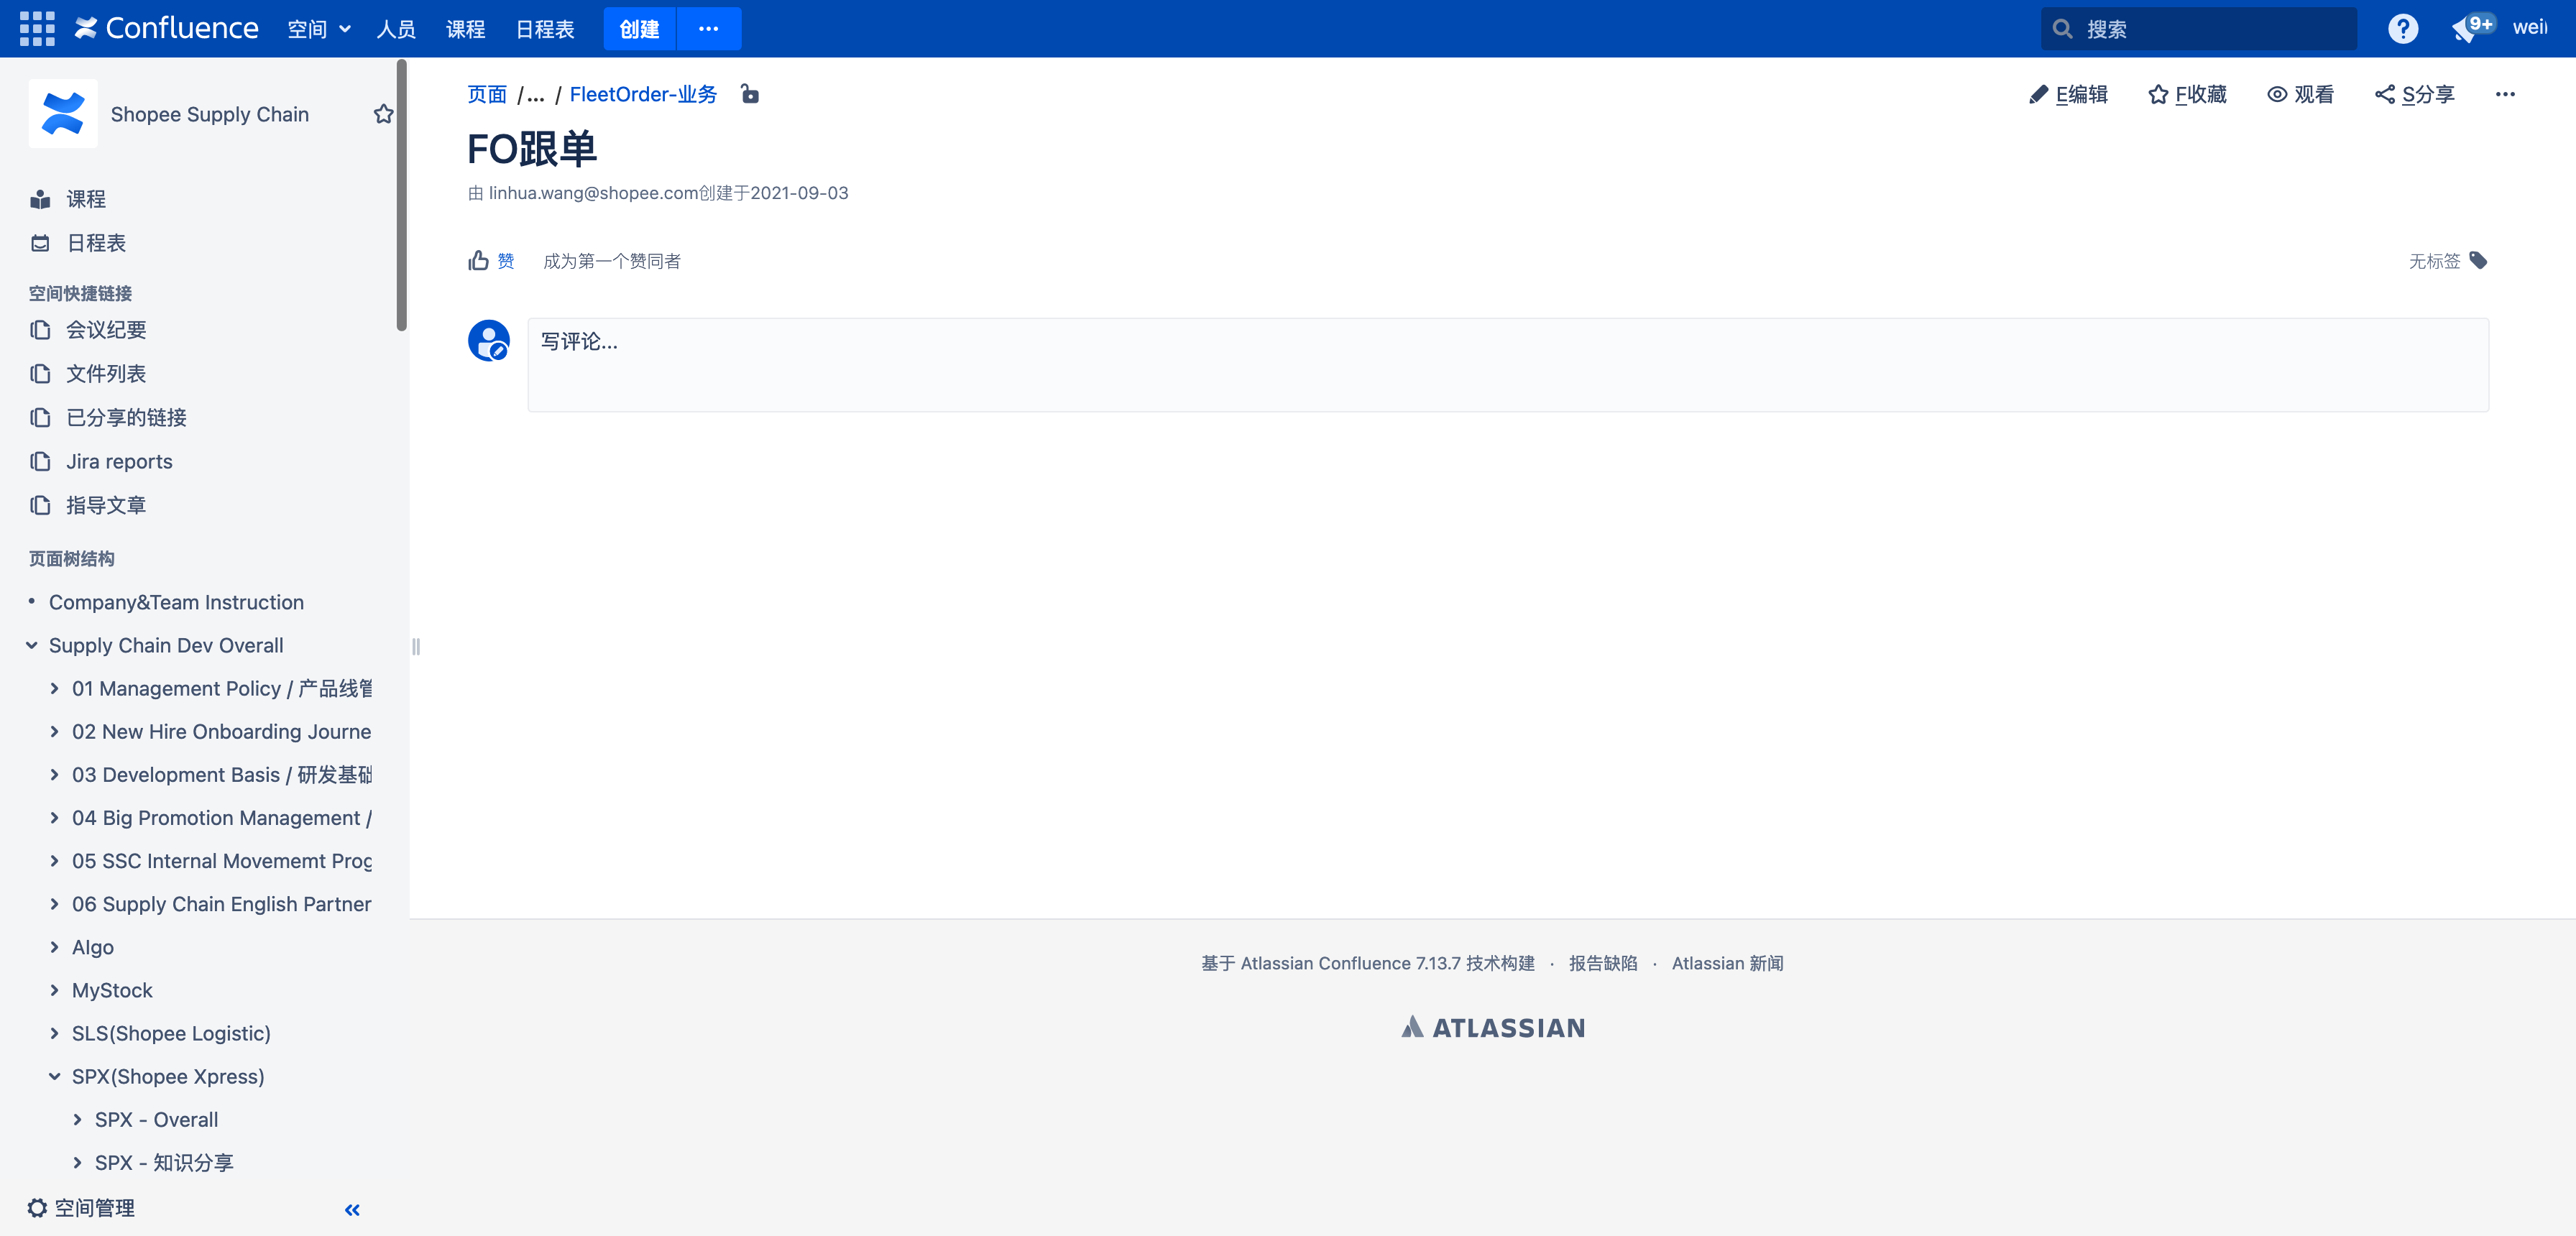 Confluence 空间 人员 课程 日程表 创建 ··· 搜索 9+ wei
Shopee Supply Chain
课程
日程表
空间快捷链接
会议纪要
文件列表
已分享的链接
Jira reports
指导文章
页面树结构
Company&Team Instruction
Supply Chain Dev Overall
01 Management Policy / 产品线管
02 New Hire Onboarding Journe
03 Development Basis / 研发基础
04 Big Promotion Management /
05 SSC Internal Movememt Prog
06 Supply Chain English Partner
Algo
MyStock
SLS(Shopee Logistic)
SPX(Shopee Xpress)
SPX - Overall
SPX - 知识分享
空间管理
页面 /... / FleetOrder-业务
E编辑 F收藏 观看 S分享 ···
FO跟单
由 linhua.wang@shopee.com创建于2021-09-03
赞 成为第一个赞同者 无标签
写评论...
基于 Atlassian Confluence 7.13.7 技术构建 · 报告缺陷 · Atlassian 新闻
ATLASSIAN